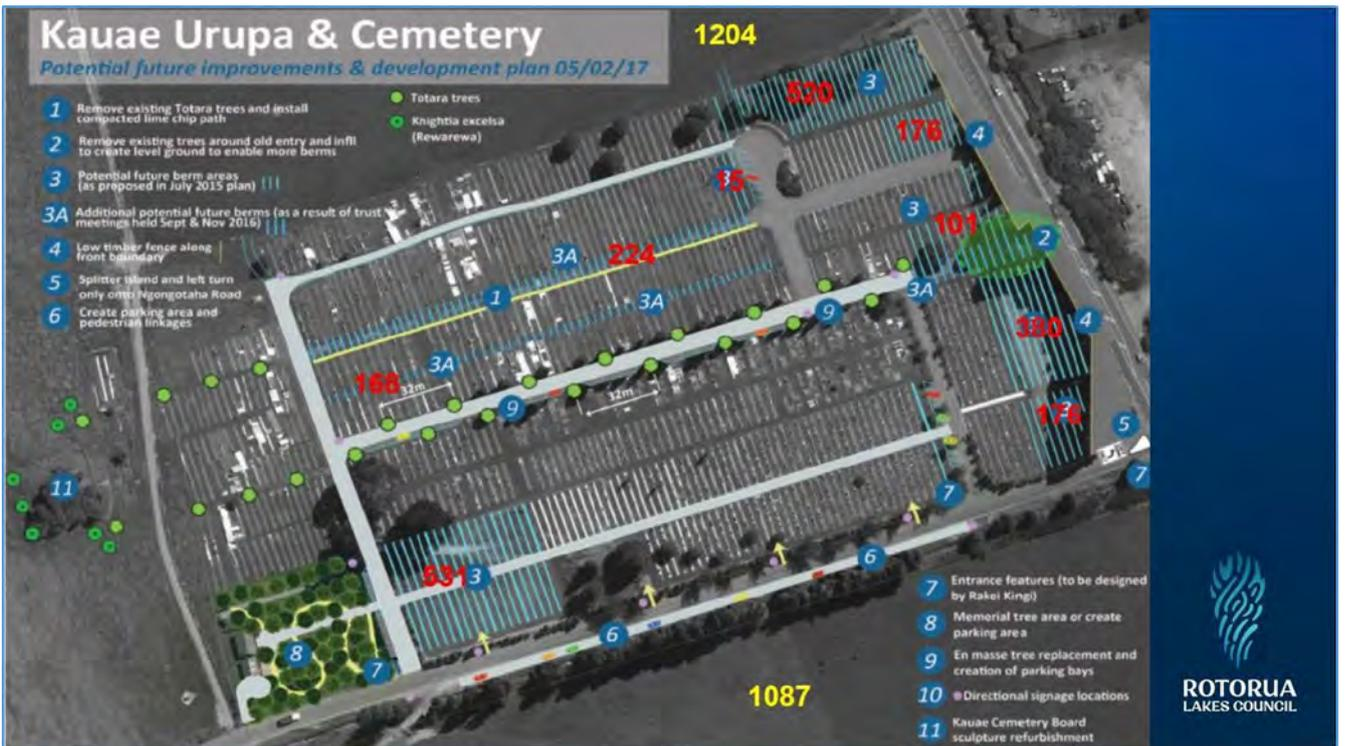 Kauae Urupa & Cemetery
Potential future improvements & development plan 05/02/17
1204
1 Remove existing Totara trees and install
compacted lime chip path
2 Remove existing trees around old entry and infil
to create level ground to enable more berms
3 Potential future berm areas
(as proposed in July 2015 plan)
3A Additional potential future berms (as a result of trust
meetings held Sept & Nov 2016)
4 Low timber fence along
front boundary
5 Splitter island and left turn
only onto Ngongotaha Road
6 Create parking area and
pedestrian linkages
Totara trees
Knightia excelsa
(Rewarewa)
520
3
176
4
15
3
101
2
3A
224
3A
1
3A
9
380
4
3A
168
32m
32m
9
176
5
7
11
7
6
531
3
6
8
7
1087
7 Entrance features (to be designed
by Rakei Kingi)
8 Memorial tree area or create
parking area
9 En masse tree replacement and
creation of parking bays
10 Directional signage locations
11 Kauae Cemetery Board
sculpture refurbishment
ROTORUA
LAKES COUNCIL